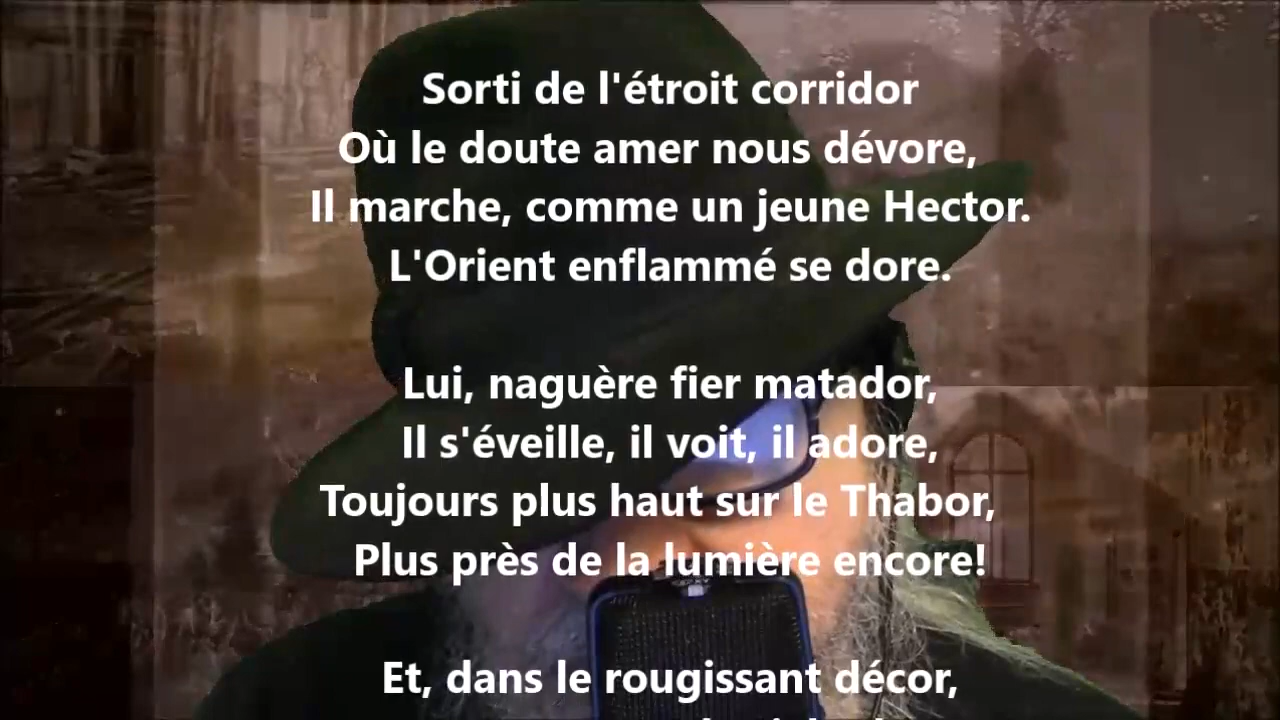 Sorti de l'étroit corridor
Où le doute amer nous dévore,
Il marche, comme un jeune Hector.
L'Orient enflammé se dore.
Lui, naguère fier matador,
Il s'éveille, il voit, il adore,
Toujours plus haut sur le Thabor,
Plus près de la lumière encore!
Et, dans le rougissant décor,